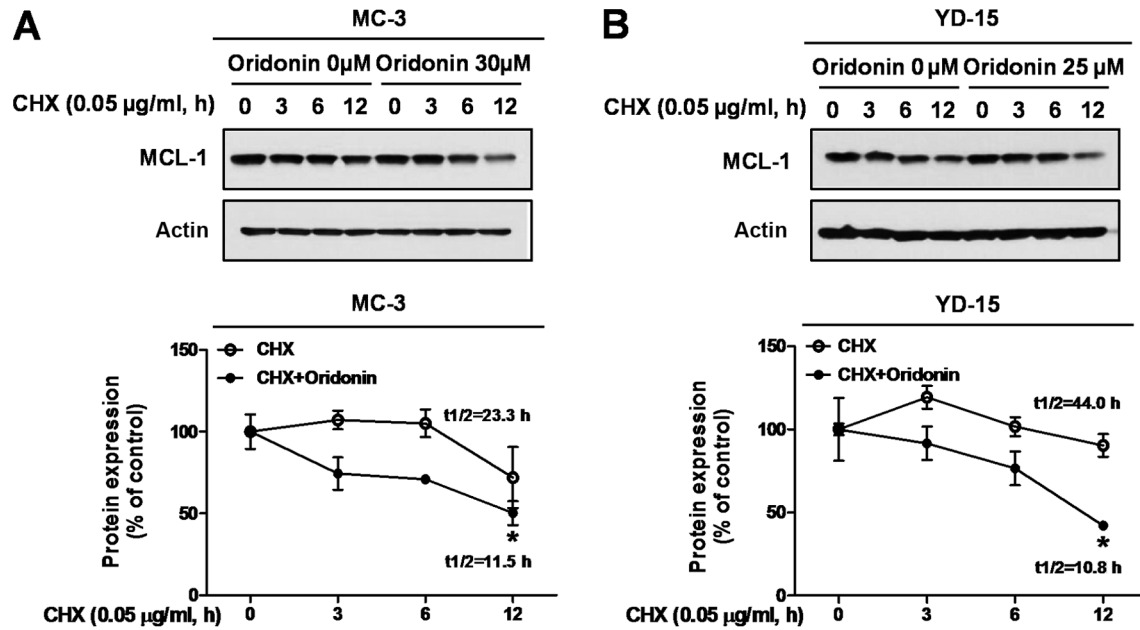 A
MC-3
Oridonin 0µM Oridonin 30µM
CHX (0.05 µg/ml, h) 0 3 6 12 0 3 6 12
MCL-1
Actin
MC-3
150
100
50
0
Protein expression
(% of control)
CHX
CHX+Oridonin
t1/2=23.3 h
*
t1/2=11.5 h
CHX (0.05 µg/ml, h) 0 3 6 12
B
YD-15
Oridonin 0 µM Oridonin 25 µM
CHX (0.05 µg/ml, h) 0 3 6 12 0 3 6 12
MCL-1
Actin
YD-15
150
100
50
0
Protein expression
(% of control)
CHX
CHX+Oridonin
t1/2=44.0 h
*
t1/2=10.8 h
CHX (0.05 µg/ml, h) 0 3 6 12